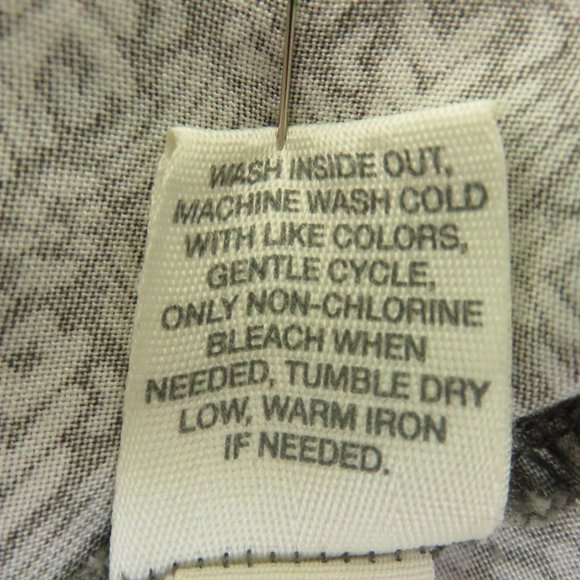 WASH INSIDE OUT,
MACHINE WASH COLD
WITH LIKE COLORS,
GENTLE CYCLE,
ONLY NON-CHLORINE
BLEACH WHEN
NEEDED, TUMBLE DRY
LOW, WARM IRON
IF NEEDED.